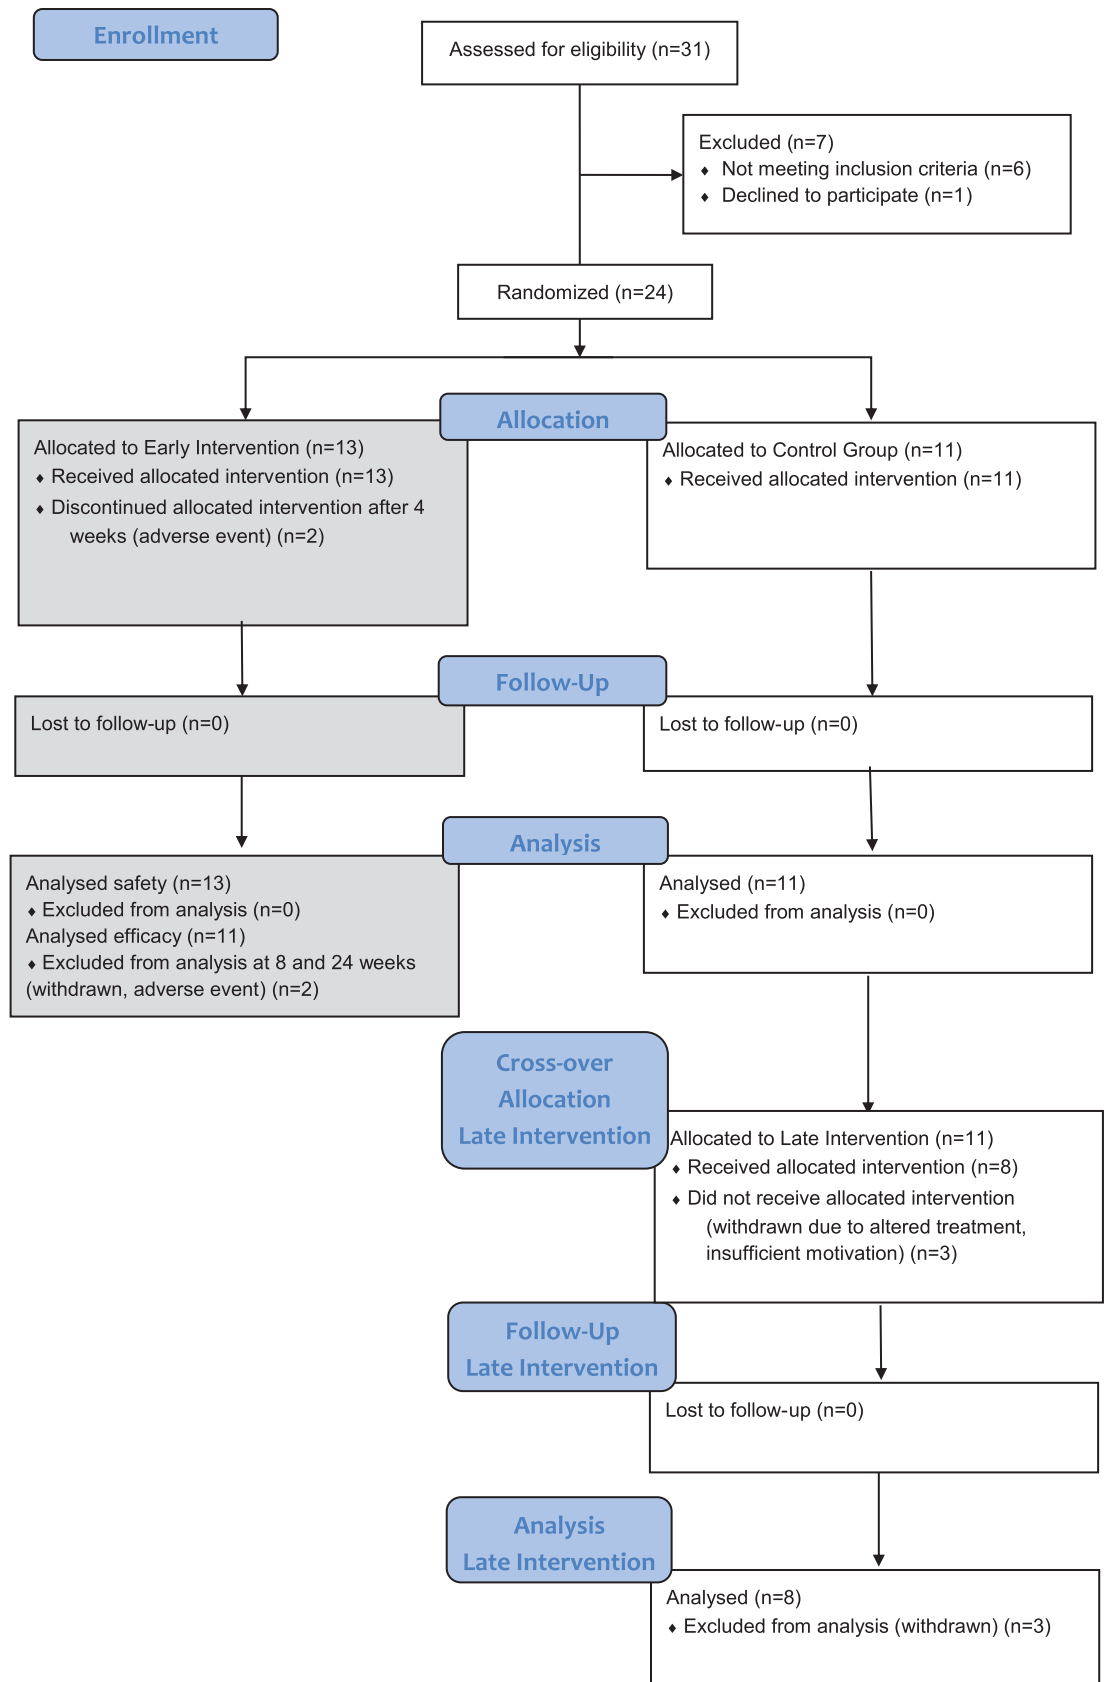 Enrollment
Assessed for eligibility (n=31)
Excluded (n=7)
♦ Not meeting inclusion criteria (n=6)
♦ Declined to participate (n=1)
Randomized (n=24)
Allocation
Allocated to Early Intervention (n=13)
♦ Received allocated intervention (n=13)
♦ Discontinued allocated intervention after 4
weeks (adverse event) (n=2)
Allocated to Control Group (n=11)
♦ Received allocated intervention (n=11)
Follow-Up
Lost to follow-up (n=0)
Lost to follow-up (n=0)
Analysis
Analysed safety (n=13)
♦ Excluded from analysis (n=0)
Analysed efficacy (n=11)
♦ Excluded from analysis at 8 and 24 weeks
(withdrawn, adverse event) (n=2)
Analysed (n=11)
♦ Excluded from analysis (n=0)
Cross-over
Allocation
Late Intervention
Allocated to Late Intervention (n=11)
♦ Received allocated intervention (n=8)
♦ Did not receive allocated intervention
(withdrawn due to altered treatment,
insufficient motivation) (n=3)
Follow-Up
Late Intervention
Lost to follow-up (n=0)
Analysis
Late Intervention
Analysed (n=8)
♦ Excluded from analysis (withdrawn) (n=3)